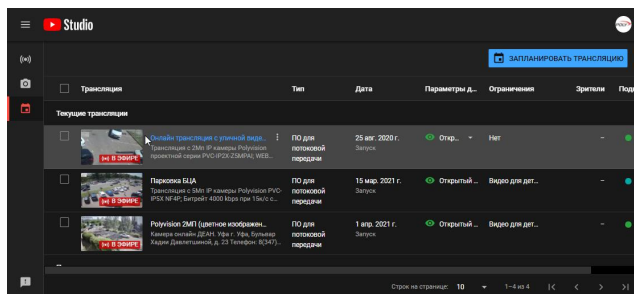 Studio
ЗАПЛАНИРОВАТЬ ТРАНСЛЯЦИЮ
Трансляция Тип Дата Параметры д... Ограничения Зрители
Текущие трансляции
Онлайн трансляция с уличной виде...
Трансляция с 2Мп IP камеры Polyvision
проектной серии PVC-IP2X-Z5MPAI; WEB...
В ЭФИРЕ
ПО для
потоковой
передачи
25 авг. 2020 г.
Запуск
Откр...
Нет
–
Парковка БЦА
Трансляция с 5Мп IP камеры Polyvision PVC-
IP5X NF4P; Битрейт 4000 kbps при 15к/с с...
В ЭФИРЕ
ПО для
потоковой
передачи
15 мар. 2021 г.
Запуск
Открытый ...
Видео для дет...
–
Polyvision 2МП (цветное изображен...
Камера онлайн ДЕАН. Уфа г. Уфа, Бульвар
Хадии Давлетшиной, д. 23 Телефон: 8(347)...
В ЭФИРЕ
ПО для
потоковой
передачи
1 апр. 2021 г.
Запуск
Открытый ...
Видео для дет...
–
Строк на странице: 10 1–4 из 4